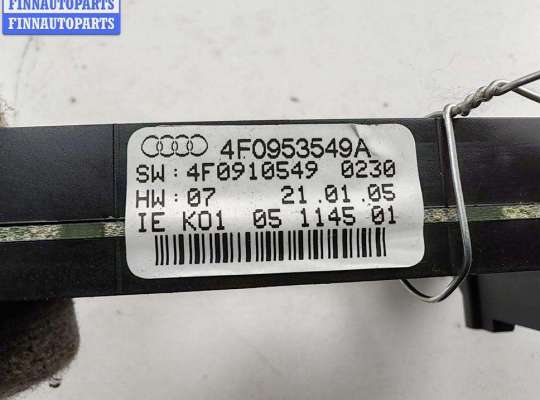 FINNAUTOPARTS
FINNAUTOPARTS
4F0953549A
SW:4F0910549 0230
HW:07 21.01.05
IE K01 05 1145 01